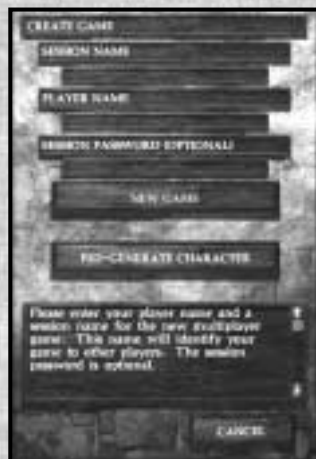 CREATE GAME
SESSION NAME
PLAYER NAME
SESSION PASSWORD (OPTIONAL)
NEW GAME
PRE-GENERATE CHARACTER
Please enter your player name and a
session name for the new multiplayer
game. This name will identify your
game to other players. The session
password is optional.
CANCEL